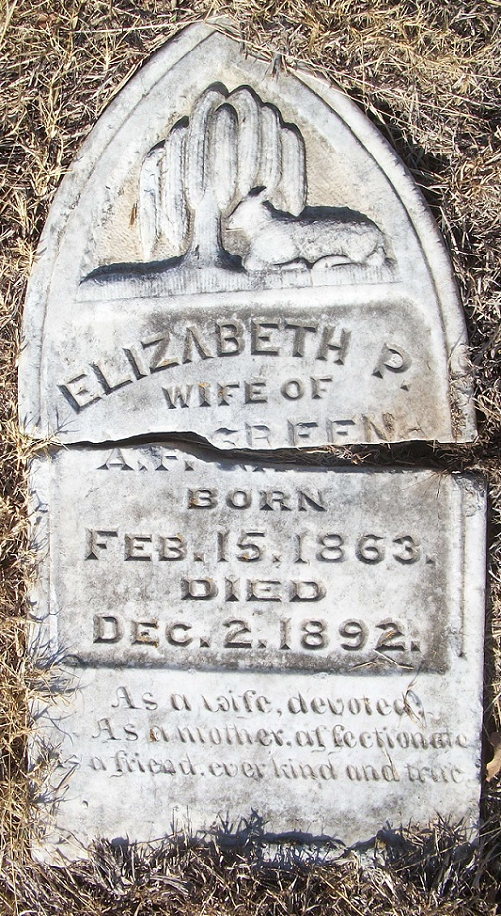 ELIZABETH P.
WIFE OF
A. H. GREEN
BORN
FEB. 15. 1863.
DIED
DEC. 2. 1892.
As a wife, devoted,
As a mother, affectionate
As a friend, ever kind and true